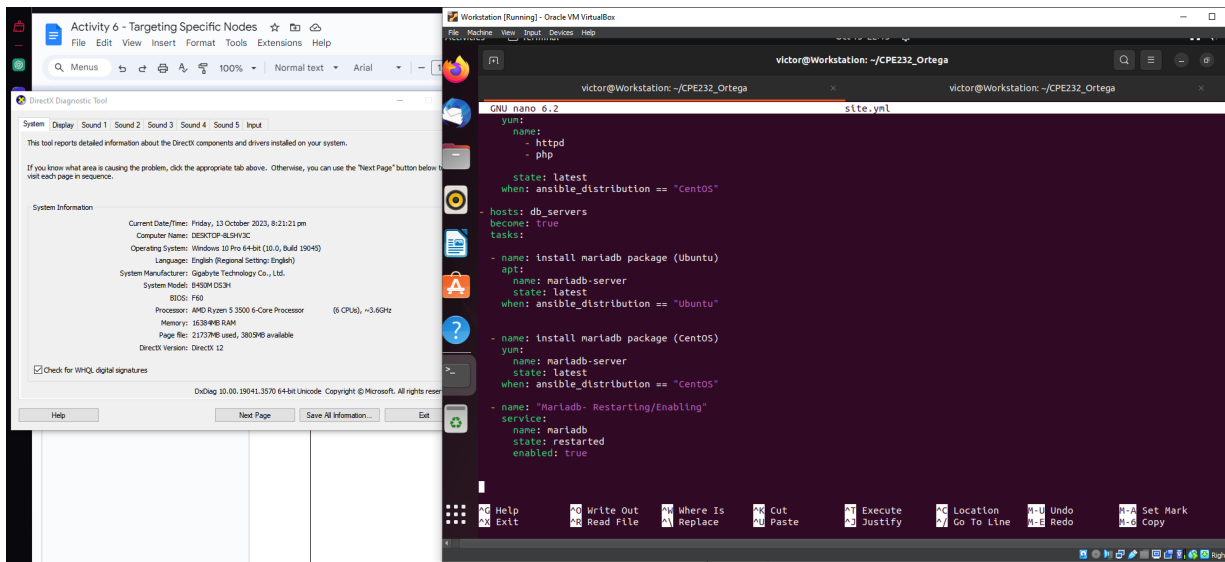 Activity 6 - Targeting Specific Nodes
File Edit View Insert Format Tools Extensions Help
Menus 100% Normal text Arial
DirectX Diagnostic Tool
System Display Sound 1 Sound 2 Sound 3 Sound 4 Sound 5 Input
This tool reports detailed information about the DirectX components and drivers installed on your system.
If you know what area is causing the problem, click the appropriate tab above. Otherwise, you can use the "Next Page" button below
visit each page in sequence.
System Information
Current Date/Time: Friday, 13 October 2023, 8:21:21 pm
Computer Name: DESKTOP-8LSHV3C
Operating System: Windows 10 Pro 64-bit (10.0, Build 19045)
Language: English (Regional Setting: English)
System Manufacturer: Gigabyte Technology Co., Ltd.
System Model: B450M DS3H
BIOS: F60
Processor: AMD Ryzen 5 3500 6-Core Processor (6 CPUs), ~3.6GHz
Memory: 16384MB RAM
Page file: 21737MB used, 3805MB available
DirectX Version: DirectX 12
Check for WHQL digital signatures
DxDiag 10.00.19041.3570 64-bit Unicode Copyright © Microsoft. All rights reser
Help Next Page Save All Information... Exit
Workstation [Running] - Oracle VM VirtualBox
File Machine View Input Devices Help
victor@Workstation: ~/CPE232_Ortega
victor@Workstation: ~/CPE232_Ortega × victor@Workstation: ~/CPE232_Ortega ×
GNU nano 6.2 site.yml
yum:
name:
- httpd
- php
state: latest
when: ansible_distribution == "CentOS"
- hosts: db_servers
become: true
tasks:
- name: install mariadb package (Ubuntu)
apt:
name: mariadb-server
state: latest
when: ansible_distribution == "Ubuntu"
- name: install mariadb package (CentOS)
yum:
name: mariadb-server
state: latest
when: ansible_distribution == "CentOS"
- name: "Mariadb- Restarting/Enabling"
service:
name: mariadb
state: restarted
enabled: true
^G Help ^O Write Out ^W Where Is ^K Cut ^T Execute ^C Location M-U Undo M-A Set Mark
^X Exit ^R Read File ^\ Replace ^U Paste ^J Justify ^/ Go To Line M-E Redo M-6 Copy
Righ